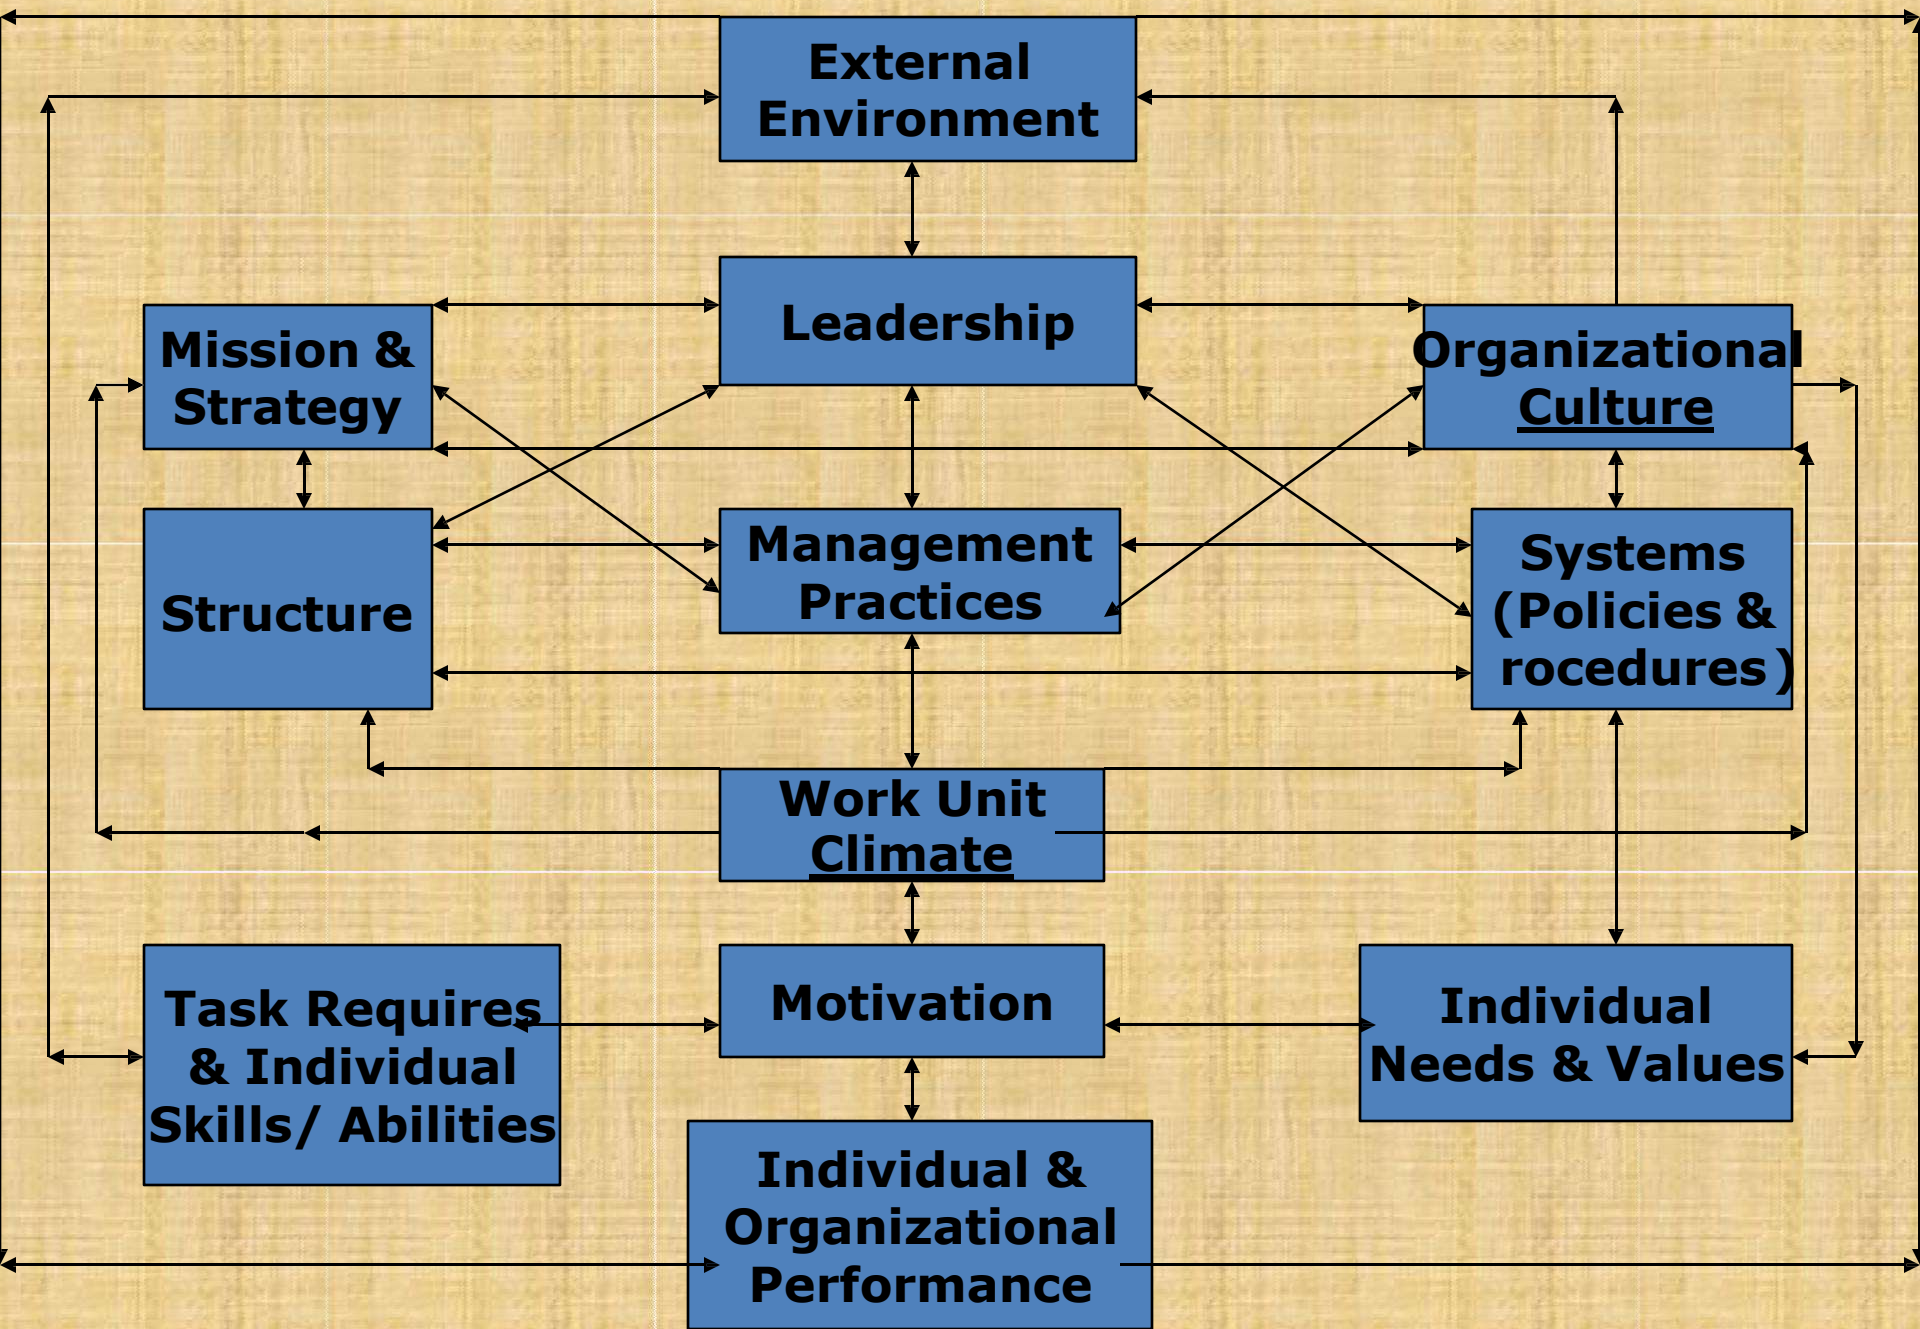 External
Environment
Leadership
Mission &
Strategy
Organizational
Culture
Structure
Management
Practices
Systems
(Policies &
rocedures)
Work Unit
Climate
Task Requires
& Individual
Skills/ Abilities
Motivation
Individual
Needs & Values
Individual &
Organizational
Performance